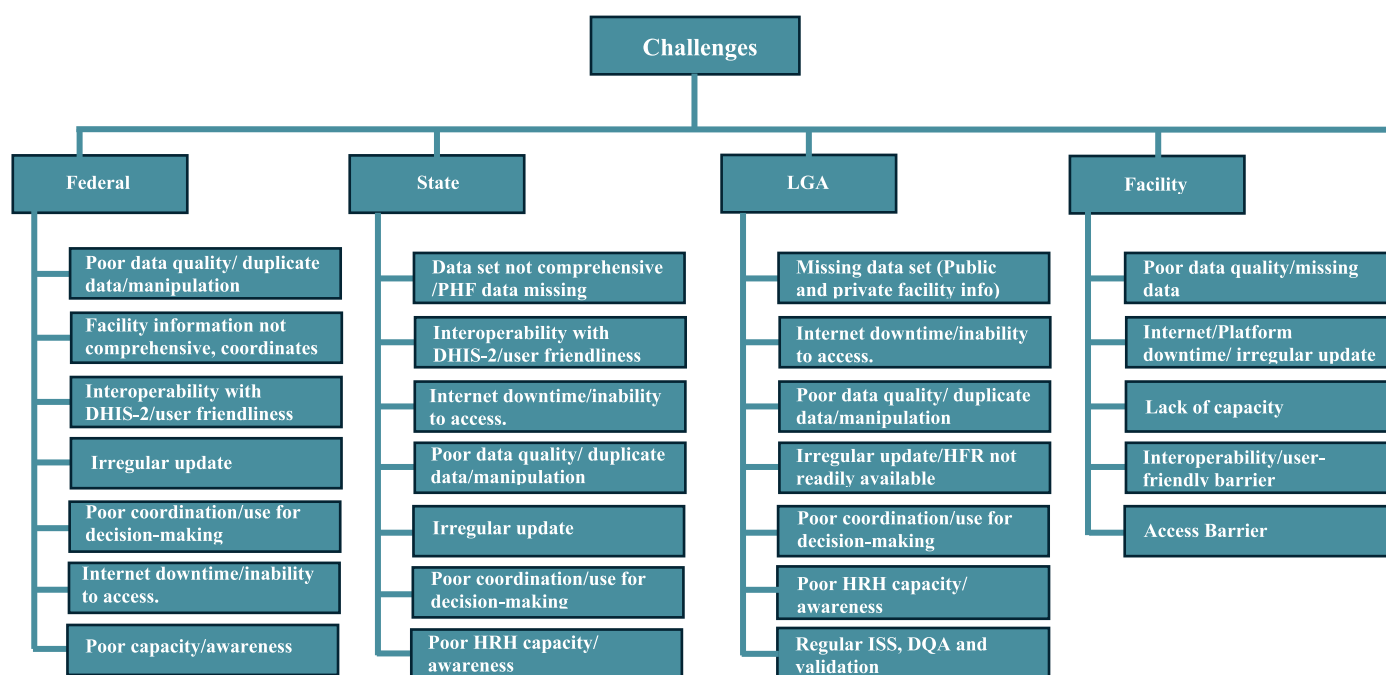 Challenges
Federal
State
LGA
Facility
Poor data quality/ duplicate
data/manipulation
Facility information not
comprehensive, coordinates
Interoperability with
DHIS-2/user friendliness
Irregular update
Poor coordination/use for
decision-making
Internet downtime/inability
to access.
Poor capacity/awareness
Data set not comprehensive
/PHF data missing
Interoperability with
DHIS-2/user friendliness
Internet downtime/inability
to access.
Poor data quality/ duplicate
data/manipulation
Irregular update
Poor coordination/use for
decision-making
Poor HRH capacity/
awareness
Missing data set (Public
and private facility info)
Internet downtime/inability
to access.
Poor data quality/ duplicate
data/manipulation
Irregular update/HFR not
readily available
Poor coordination/use for
decision-making
Poor HRH capacity/
awareness
Regular ISS, DQA and
validation
Poor data quality/missing
data
Internet/Platform
downtime/ irregular update
Lack of capacity
Interoperability/user-
friendly barrier
Access Barrier